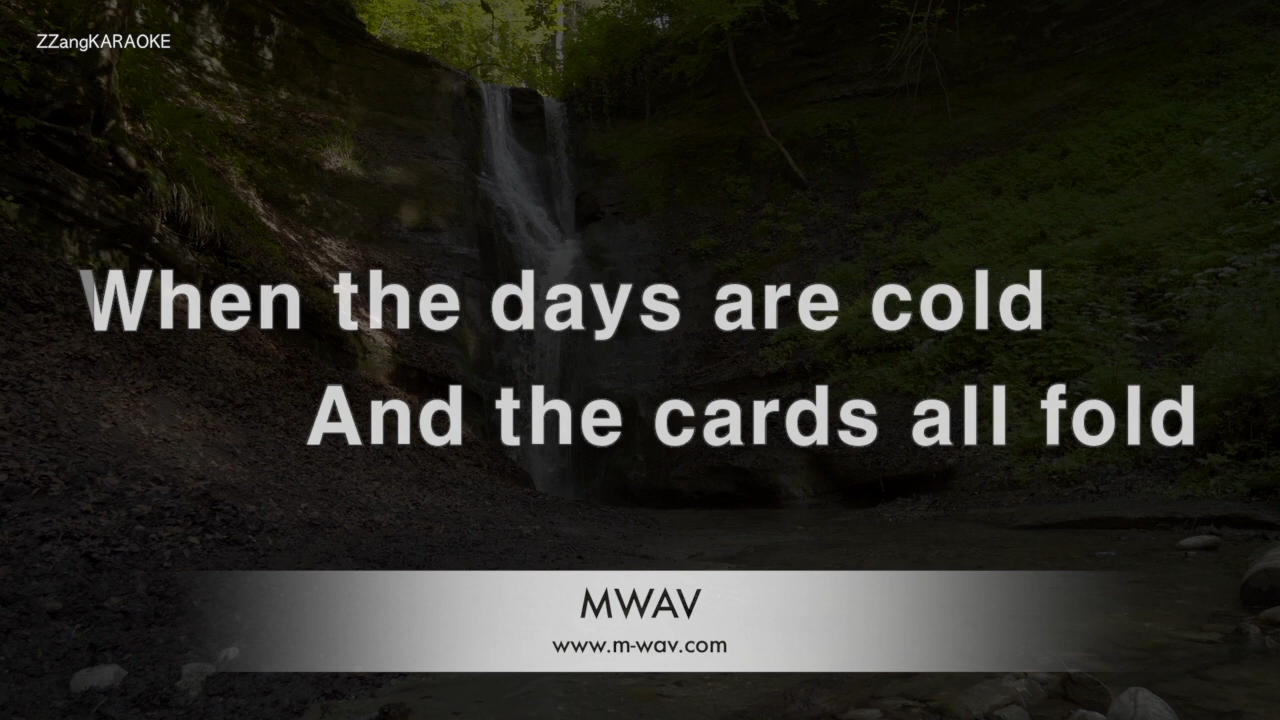 ZZangKARAOKE
When the days are cold
And the cards all fold
MWAV
www.m-wav.com